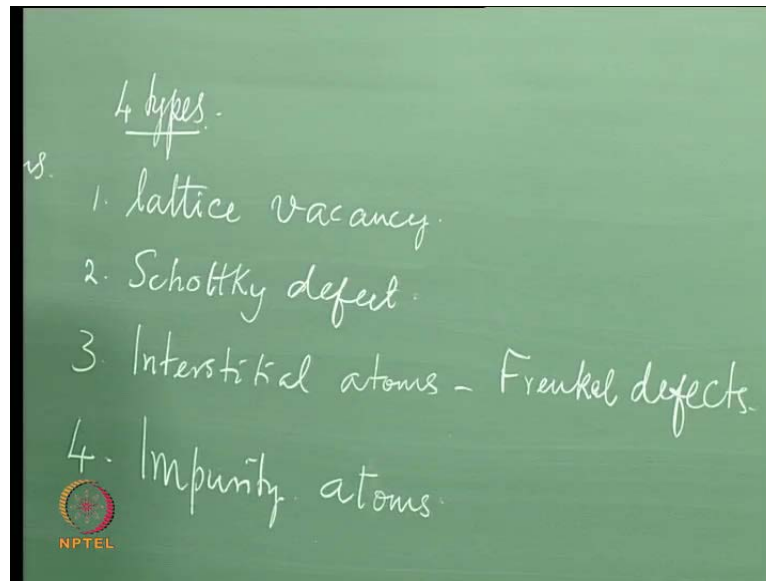 4 types.
1. lattice vacancy.
2. Schottky defect.
3. Interstitial atoms - Frenkel defects.
4. Impurity atoms.
NPTEL